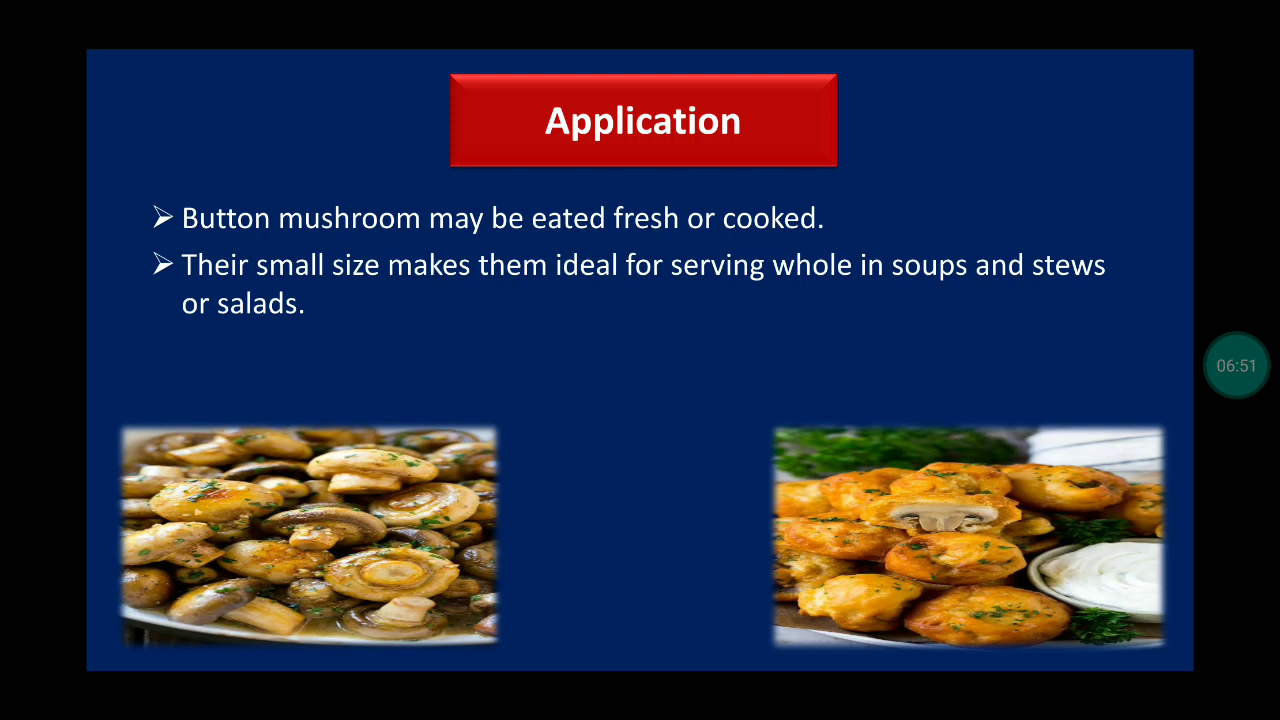 Application
➢ Button mushroom may be eated fresh or cooked.
➢ Their small size makes them ideal for serving whole in soups and stews
or salads.
06:51